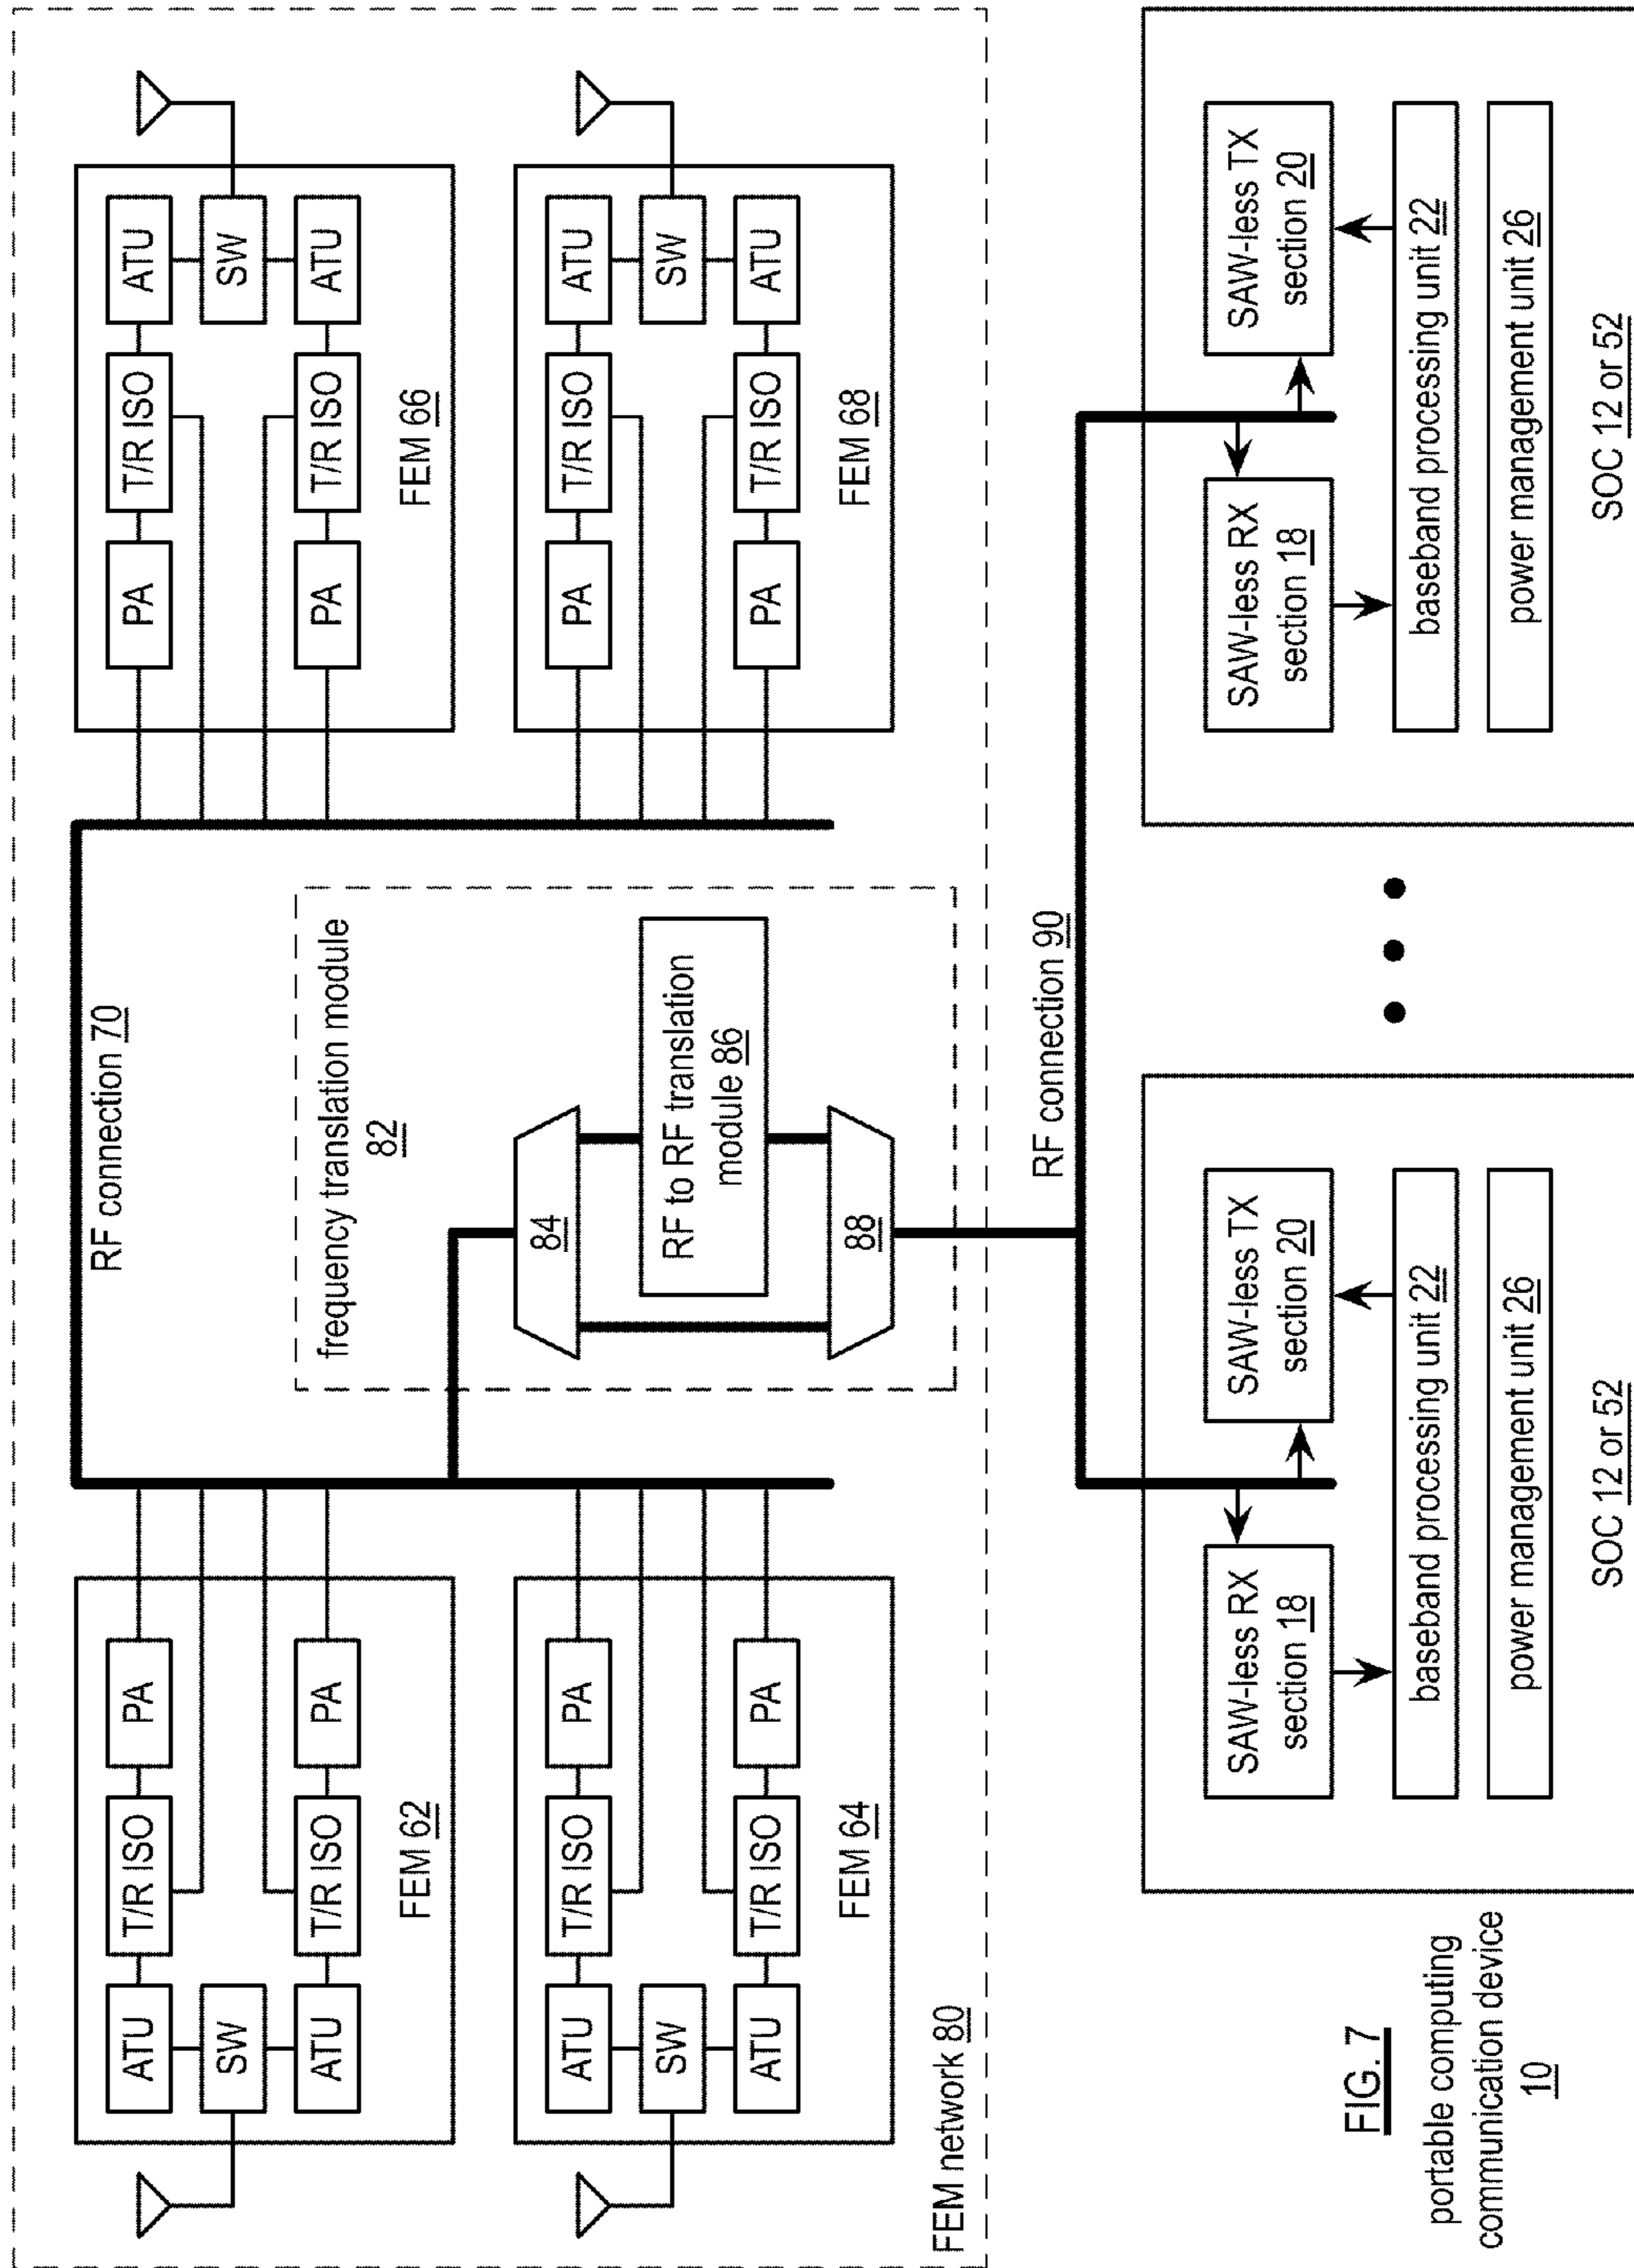 FEM network 80
ATU
T/R ISO
PA
SW
ATU
T/R ISO
PA
FEM 62
ATU
T/R ISO
PA
SW
ATU
T/R ISO
PA
FEM 64
RF connection 70
frequency translation module
82
84
RF to RF translation
module 86
88
PA
T/R ISO
ATU
SW
PA
T/R ISO
ATU
FEM 66
PA
T/R ISO
ATU
SW
PA
T/R ISO
ATU
FEM 68
RF connection 90
SAW-less RX
section 18
SAW-less TX
section 20
baseband processing unit 22
power management unit 26
SOC 12 or 52
SAW-less RX
section 18
SAW-less TX
section 20
baseband processing unit 22
power management unit 26
SOC 12 or 52
FIG. 7
portable computing
communication device
10